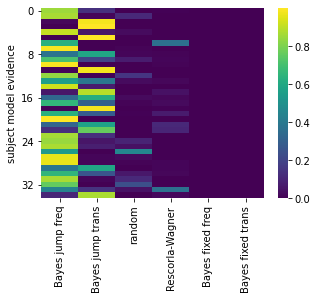 subject model evidence
0
8
16
24
32
Bayes jump freq
Bayes jump trans
random
Rescorla-Wagner
Bayes fixed freq
Bayes fixed trans
0.8
0.6
0.4
0.2
0.0